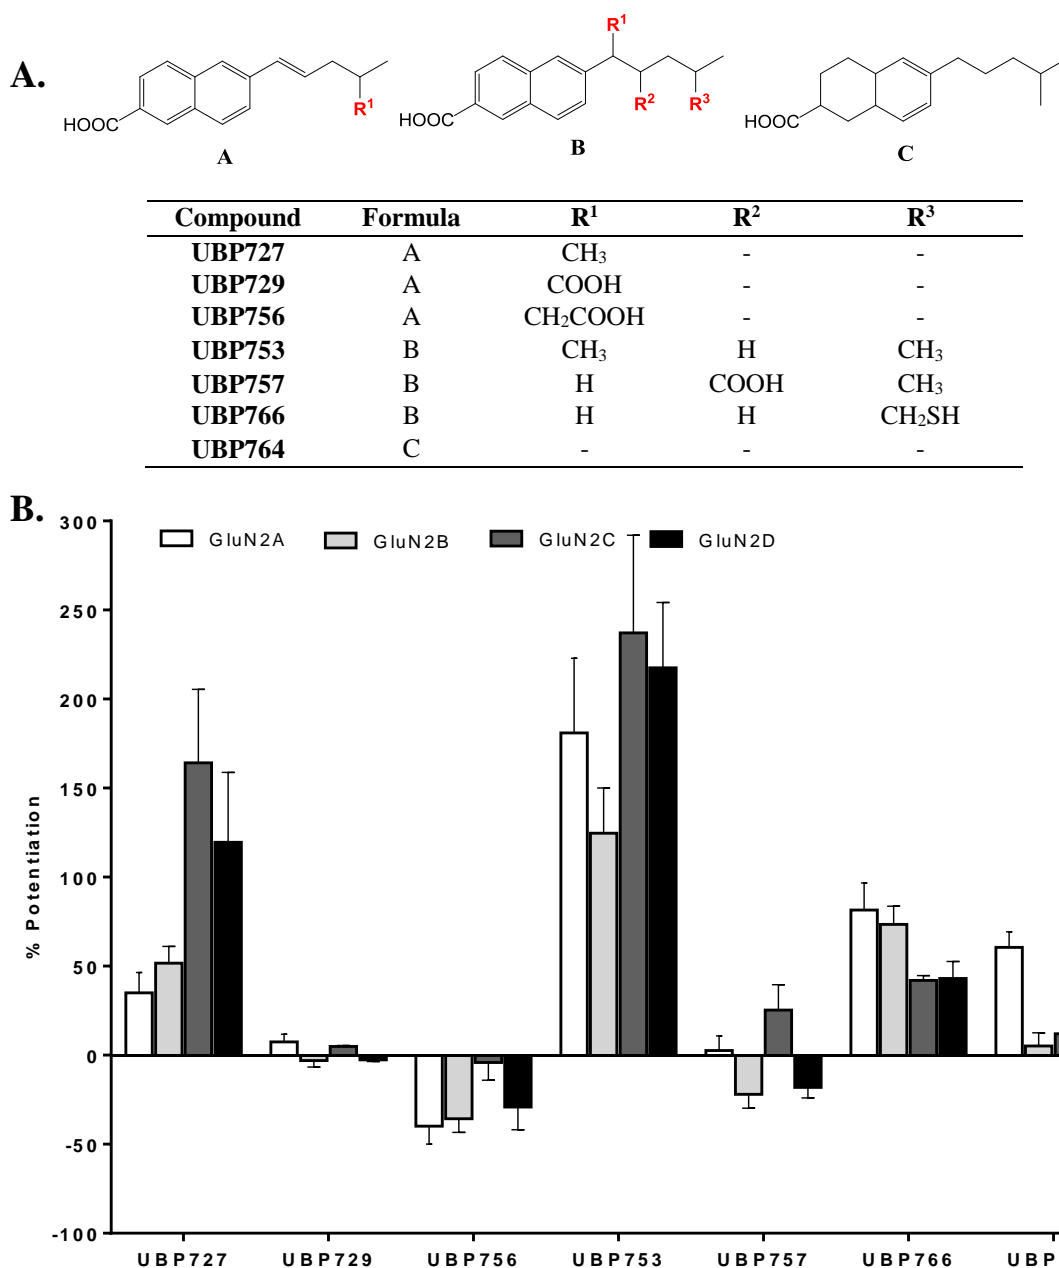 A.
R¹
HOOC
A
R¹
R²
R³
HOOC
B
HOOC
C
Compound Formula R¹ R² R³
UBP727 A CH₃ - -
UBP729 A COOH - -
UBP756 A CH₂COOH - -
UBP753 B CH₃ H CH₃
UBP757 B H COOH CH₃
UBP766 B H H CH₂SH
UBP764 C - - -
B.
GluN2A GluN2B GluN2C GluN2D
% Potentiation
300
250
200
150
100
50
0
-50
-100
UBP727 UBP729 UBP756 UBP753 UBP757 UBP766 UBP